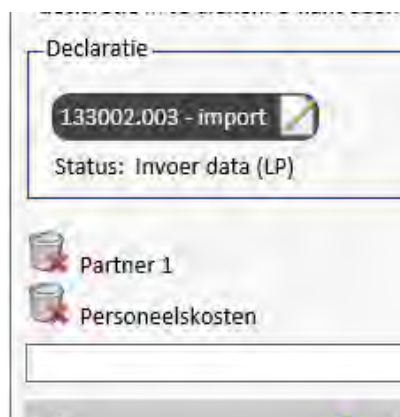 Declaratie
133002.003 - import
Status: Invoer data (LP)
Partner 1
Personeelskosten